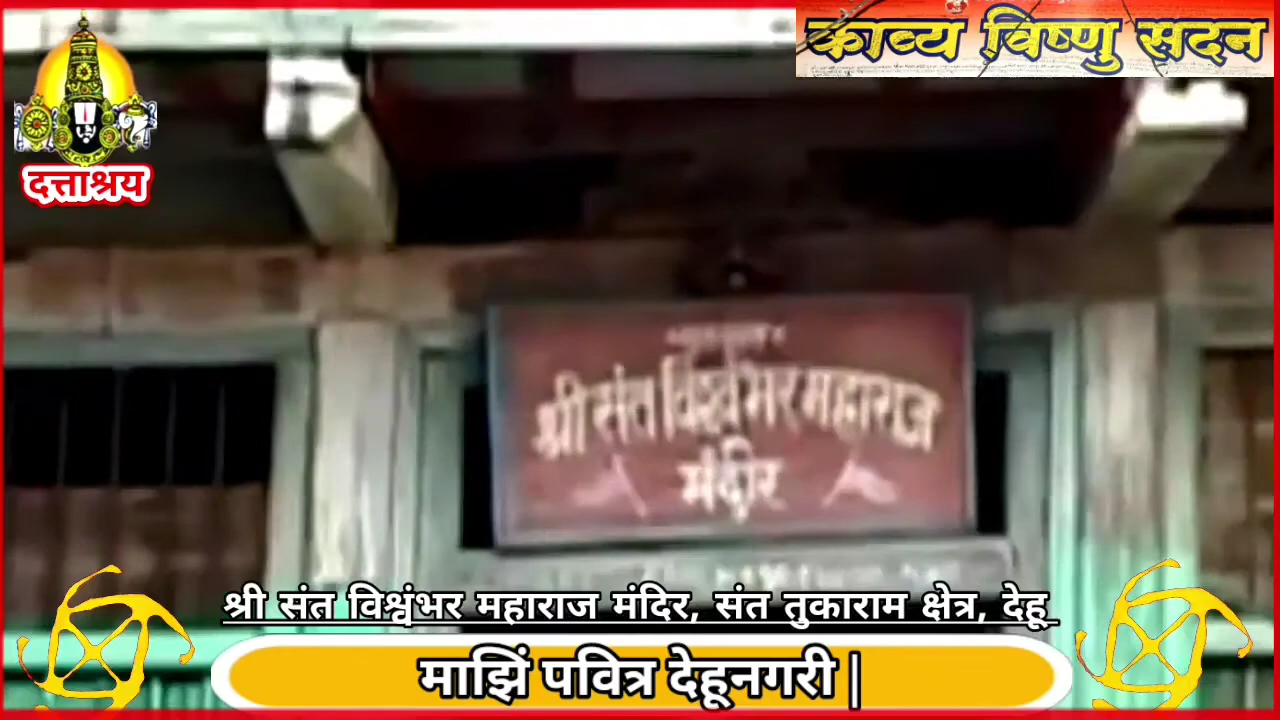 काव्य विष्णु सदन
दत्ताश्रय
श्री संत विश्वंभर महाराज
मंदीर
श्री संत विश्वंभर महाराज मंदिर, संत तुकाराम क्षेत्र, देहू
माझिं पवित्र देहूनगरी |